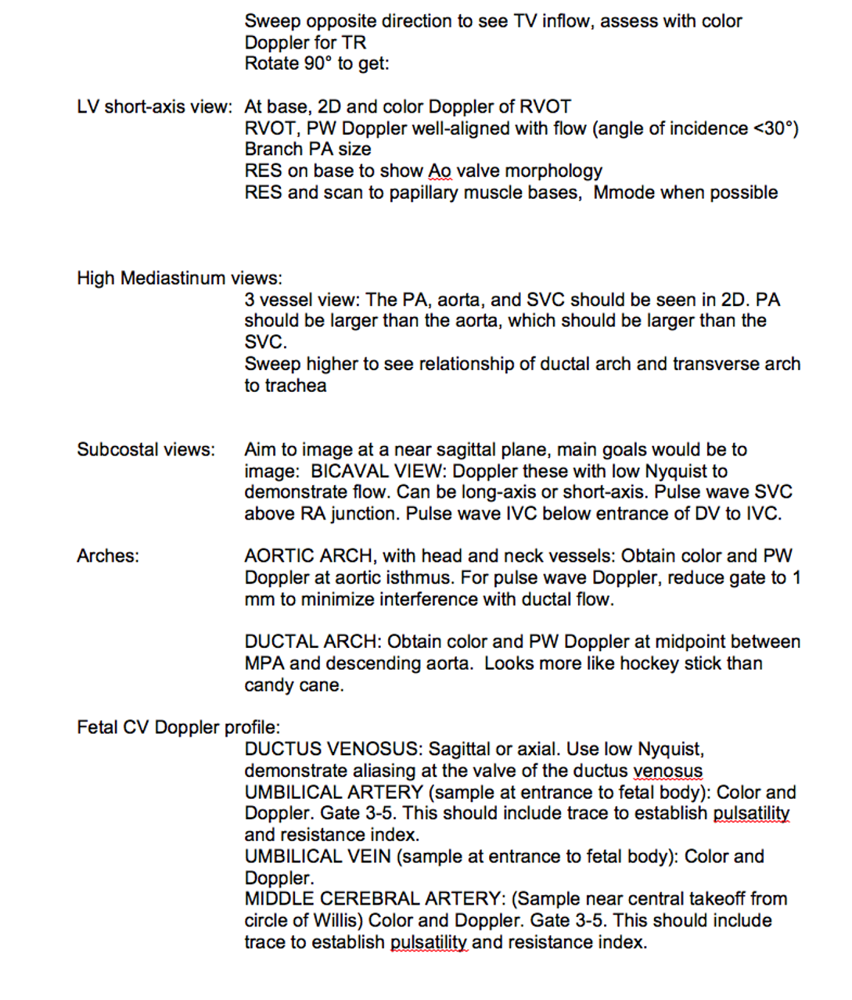 Sweep opposite direction to see TV inflow, assess with color
Doppler for TR
Rotate 90° to get:
LV short-axis view: At base, 2D and color Doppler of RVOT
RVOT, PW Doppler well-aligned with flow (angle of incidence <30°)
Branch PA size
RES on base to show Ao valve morphology
RES and scan to papillary muscle bases, Mmode when possible
High Mediastinum views:
3 vessel view: The PA, aorta, and SVC should be seen in 2D. PA
should be larger than the aorta, which should be larger than the
SVC.
Sweep higher to see relationship of ductal arch and transverse arch
to trachea
Subcostal views: Aim to image at a near sagittal plane, main goals would be to
image: BICAVAL VIEW: Doppler these with low Nyquist to
demonstrate flow. Can be long-axis or short-axis. Pulse wave SVC
above RA junction. Pulse wave IVC below entrance of DV to IVC.
Arches: AORTIC ARCH, with head and neck vessels: Obtain color and PW
Doppler at aortic isthmus. For pulse wave Doppler, reduce gate to 1
mm to minimize interference with ductal flow.
DUCTAL ARCH: Obtain color and PW Doppler at midpoint between
MPA and descending aorta. Looks more like hockey stick than
candy cane.
Fetal CV Doppler profile:
DUCTUS VENOSUS: Sagittal or axial. Use low Nyquist,
demonstrate aliasing at the valve of the ductus venosus
UMBILICAL ARTERY (sample at entrance to fetal body): Color and
Doppler. Gate 3-5. This should include trace to establish pulsatility
and resistance index.
UMBILICAL VEIN (sample at entrance to fetal body): Color and
Doppler.
MIDDLE CEREBRAL ARTERY: (Sample near central takeoff from
circle of Willis) Color and Doppler. Gate 3-5. This should include
trace to establish pulsatility and resistance index.